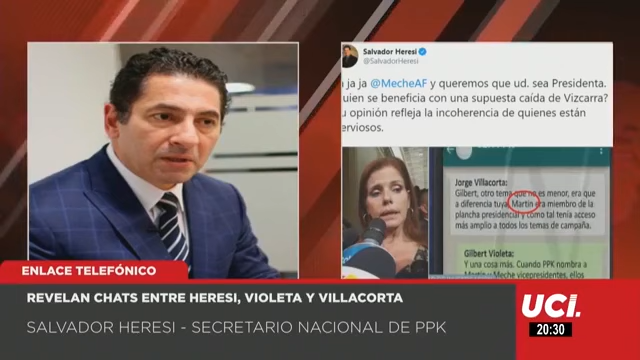 Salvador Heresi
@SalvadorHeresi
ja ja @MecheAF y queremos que ud. sea Presidenta.
uien se beneficia con una supuesta caída de Vizcarra?
u opinión refleja la incoherencia de quienes están
erviosos.
Jorge Villacorta:
Gilbert, otro tema que no es menor, era que
a diferencia tuya, Martin era miembro de la
plancha presidencial y como tal tenía acceso
más amplio a todos los temas de campaña.
Gilbert Violeta:
Y una cosa más. Cuando PPK nombra a
Martin y Meche vicepresidentes, ellos
ENLACE TELEFÓNICO
REVELAN CHATS ENTRE HERESI, VIOLETA Y VILLACORTA
SALVADOR HERESI - SECRETARIO NACIONAL DE PPK
UCI.
20:30